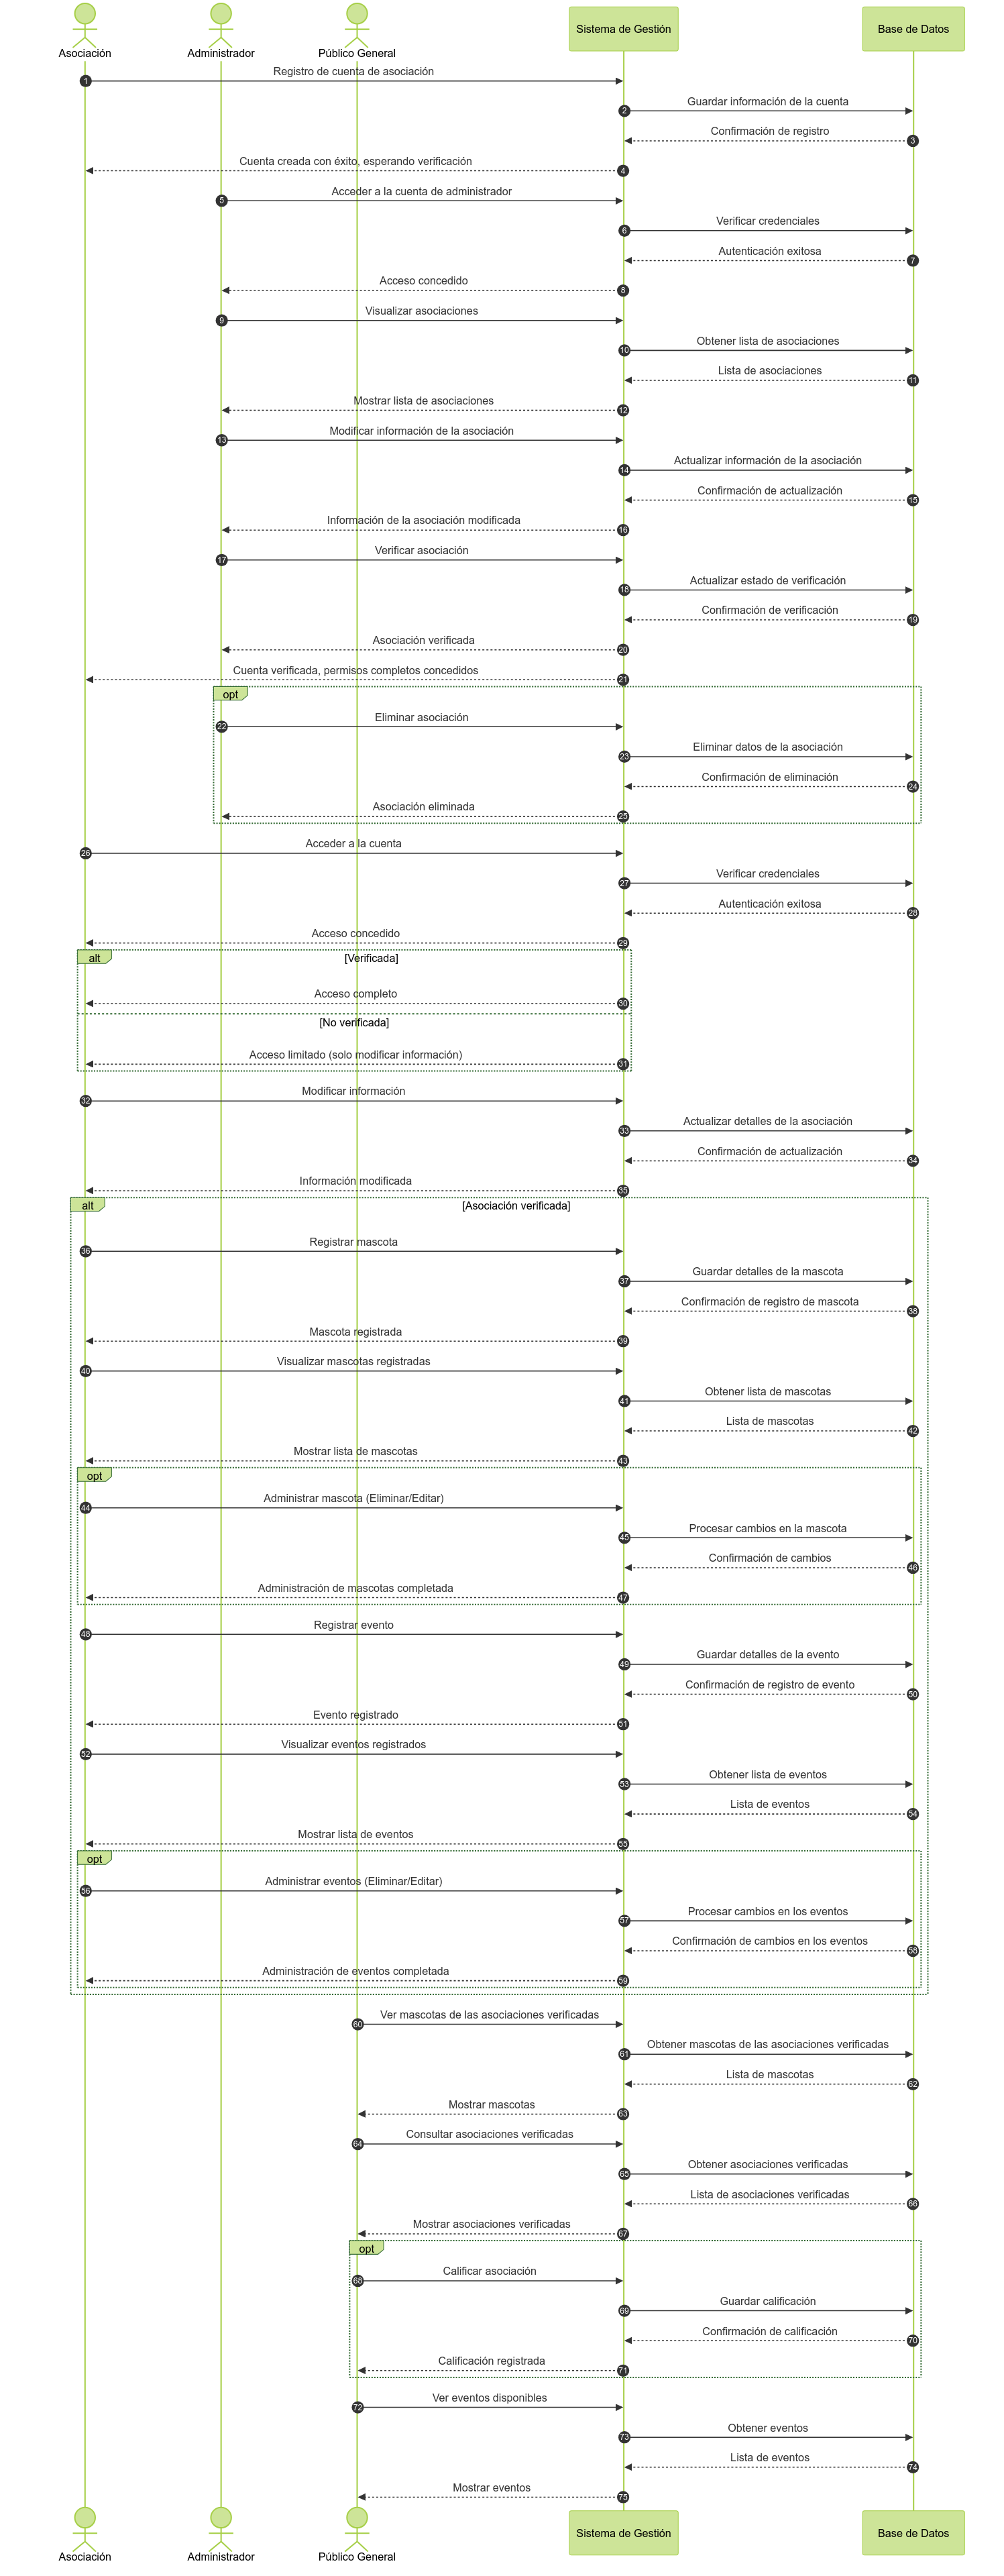 Asociación
Administrador
Público General
Sistema de Gestión
Base de Datos
Registro de cuenta de asociación
1
Guardar información de la cuenta
2
Confirmación de registro
3
Cuenta creada con éxito, esperando verificación
4
Acceder a la cuenta de administrador
5
Verificar credenciales
6
Autenticación exitosa
7
Acceso concedido
8
Visualizar asociaciones
9
Obtener lista de asociaciones
10
Lista de asociaciones
11
Mostrar lista de asociaciones
12
Modificar información de la asociación
13
Actualizar información de la asociación
14
Confirmación de actualización
15
Información de la asociación modificada
16
Verificar asociación
17
Actualizar estado de verificación
18
Confirmación de verificación
19
Asociación verificada
20
Cuenta verificada, permisos completos concedidos
21
opt
Eliminar asociación
22
Eliminar datos de la asociación
23
Confirmación de eliminación
24
Asociación eliminada
25
Acceder a la cuenta
26
Verificar credenciales
27
Autenticación exitosa
28
Acceso concedido
29
alt
[Verificada]
Acceso completo
30
[No verificada]
Acceso limitado (solo modificar información)
31
Modificar información
32
Actualizar detalles de la asociación
33
Confirmación de actualización
34
Información modificada
35
alt
[Asociación verificada]
Registrar mascota
36
Guardar detalles de la mascota
37
Confirmación de registro de mascota
38
Mascota registrada
39
Visualizar mascotas registradas
40
Obtener lista de mascotas
41
Lista de mascotas
42
Mostrar lista de mascotas
43
opt
Administrar mascota (Eliminar/Editar)
44
Procesar cambios en la mascota
45
Confirmación de cambios
46
Administración de mascotas completada
47
Registrar evento
48
Guardar detalles de la evento
49
Confirmación de registro de evento
50
Evento registrado
51
Visualizar eventos registrados
52
Obtener lista de eventos
53
Lista de eventos
54
Mostrar lista de eventos
55
opt
Administrar eventos (Eliminar/Editar)
56
Procesar cambios en los eventos
57
Confirmación de cambios en los eventos
58
Administración de eventos completada
59
Ver mascotas de las asociaciones verificadas
60
Obtener mascotas de las asociaciones verificadas
61
Lista de mascotas
62
Mostrar mascotas
63
Consultar asociaciones verificadas
64
Obtener asociaciones verificadas
65
Lista de asociaciones verificadas
66
Mostrar asociaciones verificadas
67
opt
Calificar asociación
68
Guardar calificación
69
Confirmación de calificación
70
Calificación registrada
71
Ver eventos disponibles
72
Obtener eventos
73
Lista de eventos
74
Mostrar eventos
75
Asociación
Administrador
Público General
Sistema de Gestión
Base de Datos